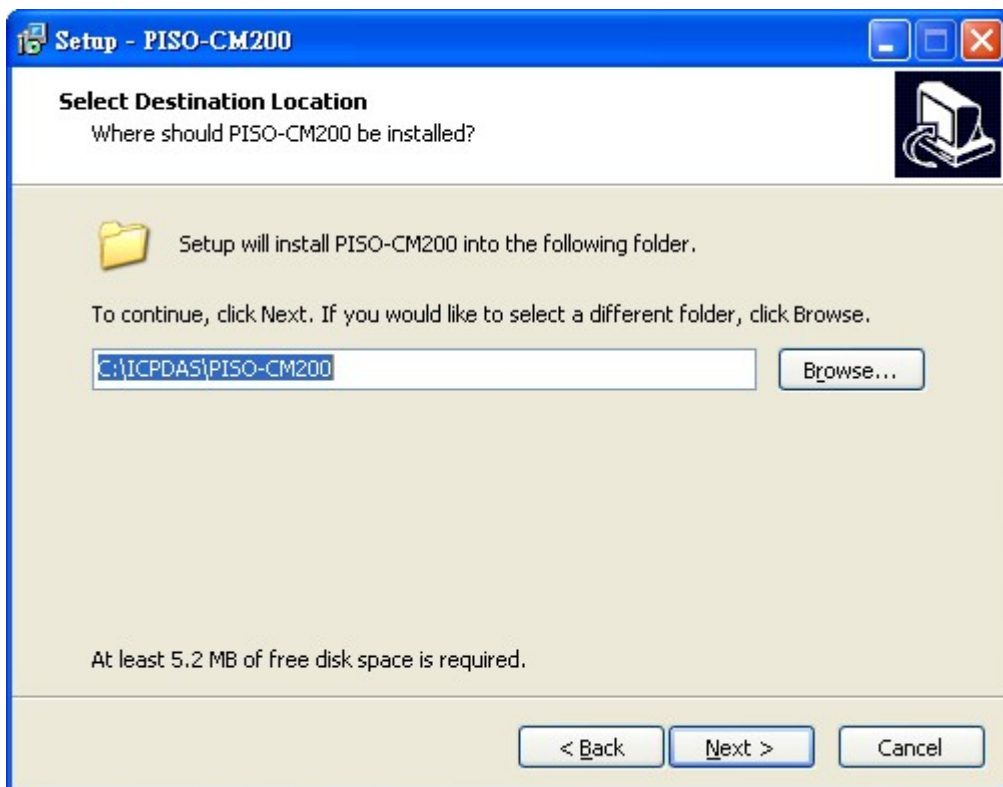 Setup - PISO-CM200
Select Destination Location
Where should PISO-CM200 be installed?
Setup will install PISO-CM200 into the following folder.
To continue, click Next. If you would like to select a different folder, click Browse.
C:\ICPDAS\PISO-CM200
Browse...
At least 5.2 MB of free disk space is required.
< Back
Next >
Cancel